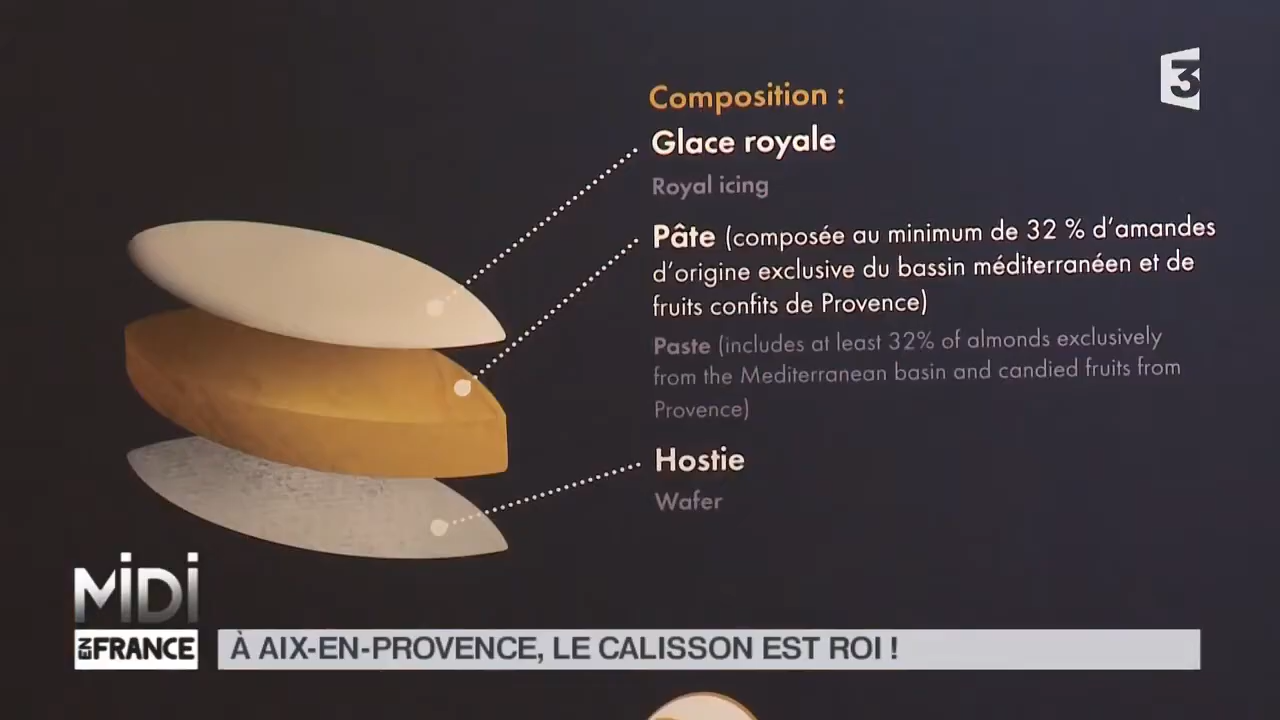 3
Composition :
Glace royale
Royal icing
Pâte (composée au minimum de 32 % d'amandes
d'origine exclusive du bassin méditerranéen et de
fruits confits de Provence)
Paste (includes at least 32% of almonds exclusively
from the Mediterranean basin and candied fruits from
Provence)
Hostie
Wafer
MiDi
EN FRANCE
À AIX-EN-PROVENCE, LE CALISSON EST ROI !